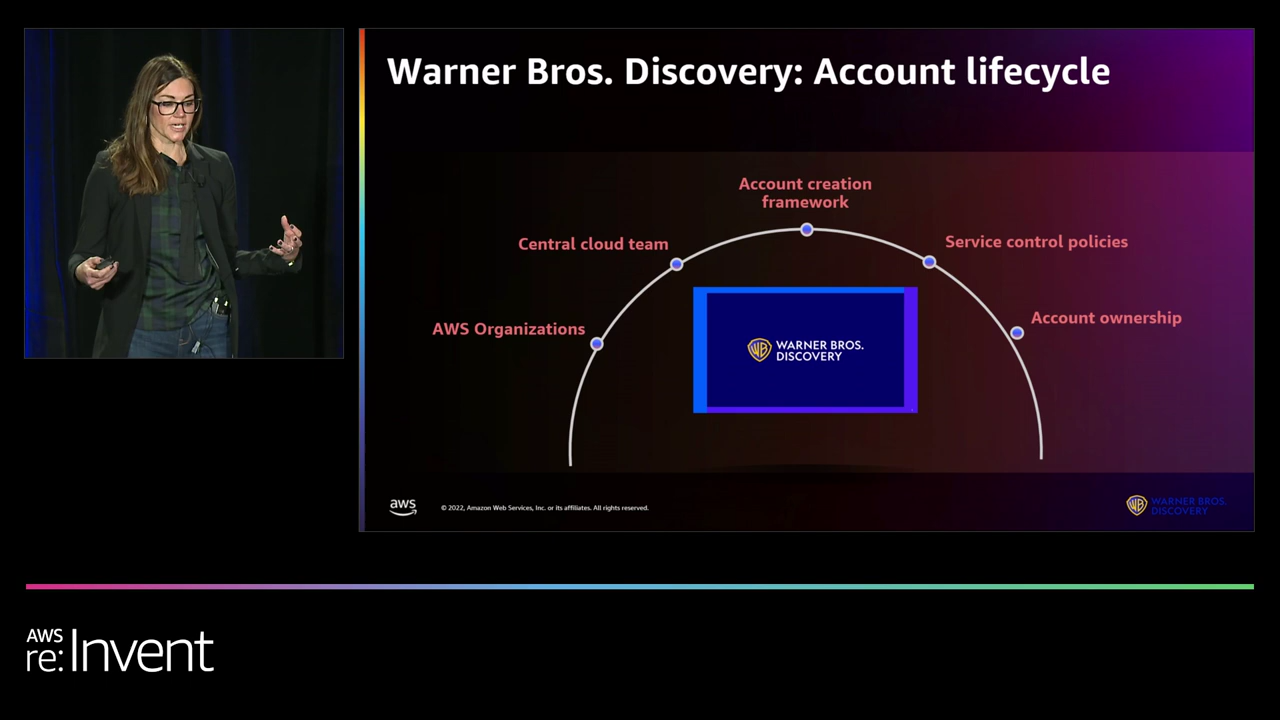 Warner Bros. Discovery: Account lifecycle
Account creation
framework
Central cloud team
Service control policies
AWS Organizations
Account ownership
WB
WARNER BROS.
DISCOVERY
aws
© 2022, Amazon Web Services, Inc. or its affiliates. All rights reserved.
WB
WARNER BROS.
DISCOVERY
AWS
re:Invent